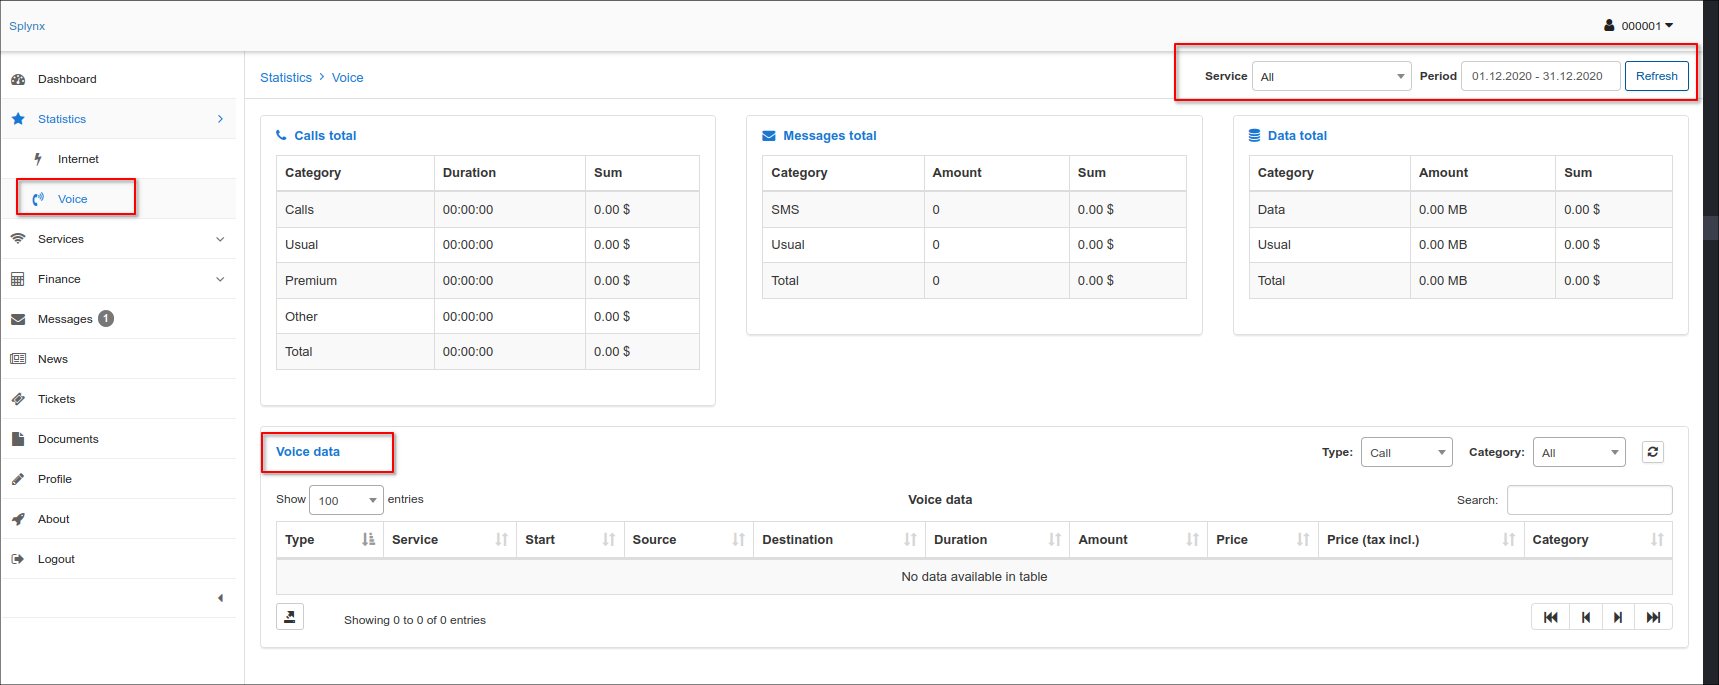 Splynx
000001
Dashboard
Statistics
Internet
Voice
Services
Finance
Messages 1
News
Tickets
Documents
Profile
About
Logout
Statistics > Voice
Service All Period 01.12.2020 - 31.12.2020 Refresh
Calls total
Category Duration Sum
Calls 00:00:00 0.00 $
Usual 00:00:00 0.00 $
Premium 00:00:00 0.00 $
Other 00:00:00 0.00 $
Total 00:00:00 0.00 $
Messages total
Category Amount Sum
SMS 0 0.00 $
Usual 0 0.00 $
Total 0 0.00 $
Data total
Category Amount Sum
Data 0.00 MB 0.00 $
Usual 0.00 MB 0.00 $
Total 0.00 MB 0.00 $
Voice data
Type: Call Category: All
Show 100 entries
Voice data
Search:
Type Service Start Source Destination Duration Amount Price Price (tax incl.) Category
No data available in table
Showing 0 to 0 of 0 entries